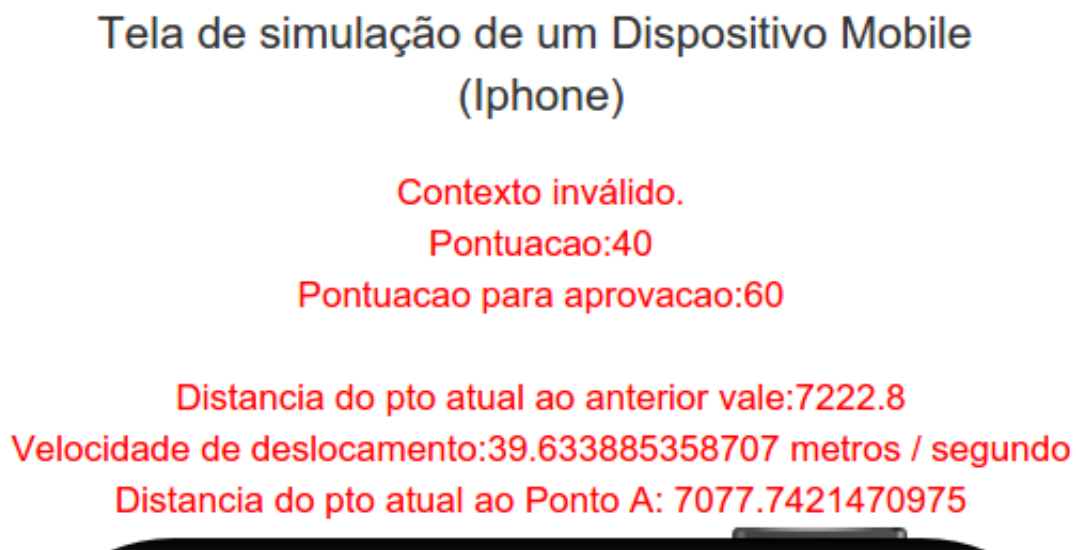 Tela de simulação de um Dispositivo Mobile
(Iphone)
Contexto inválido.
Pontuacao:40
Pontuacao para aprovacao:60
Distancia do pto atual ao anterior vale:7222.8
Velocidade de deslocamento:39.633885358707 metros / segundo
Distancia do pto atual ao Ponto A: 7077.7421470975